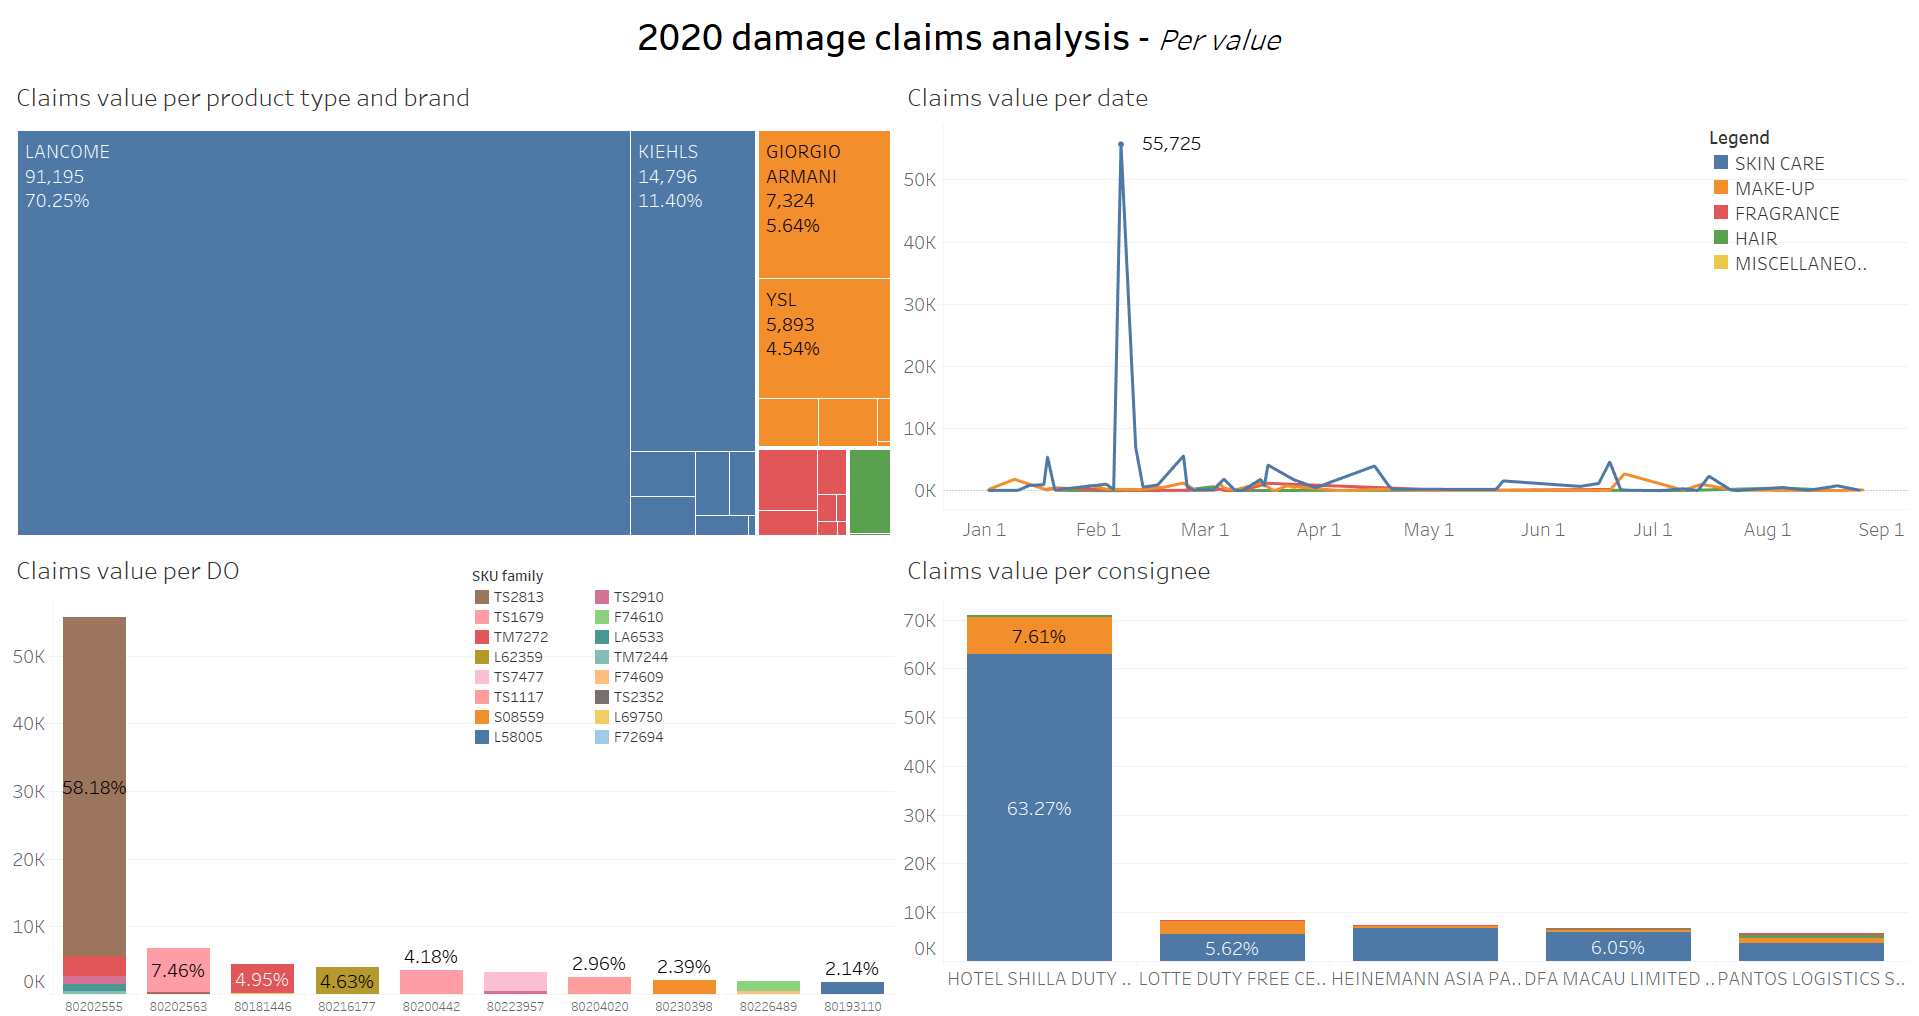 2020 damage claims analysis - Per value
Claims value per product type and brand
LANCOME
91,195
70.25%
KIEHLS
14,796
11.40%
GIORGIO
ARMANI
7,324
5.64%
YSL
5,893
4.54%
Claims value per date
55,725
Legend
SKIN CARE
MAKE-UP
FRAGRANCE
HAIR
MISCELLANEO..
50K
40K
30K
20K
10K
0K
Jan 1 Feb 1 Mar 1 Apr 1 May 1 Jun 1 Jul 1 Aug 1 Sep 1
Claims value per DO
SKU family
TS2813 TS2910
TS1679 F74610
TM7272 LA6533
L62359 TM7244
TS7477 F74609
TS1117 TS2352
S08559 L69750
L58005 F72694
50K
40K
30K
20K
10K
0K
58.18%
7.46%
4.95%
4.63%
4.18%
2.96%
2.39%
2.14%
80202555 80202563 80181446 80216177 80200442 80223957 80204020 80230398 80226489 80193110
Claims value per consignee
70K
60K
50K
40K
30K
20K
10K
0K
7.61%
63.27%
5.62%
6.05%
HOTEL SHILLA DUTY .. LOTTE DUTY FREE CE.. HEINEMANN ASIA PA.. DFA MACAU LIMITED .. PANTOS LOGISTICS S..